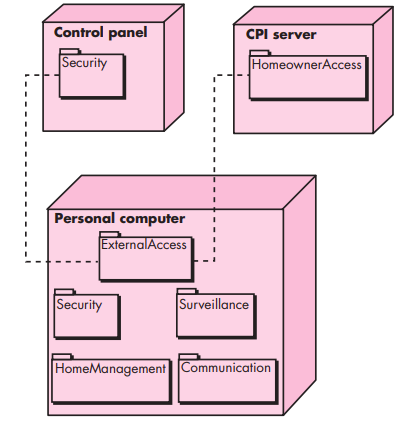 Control panel
Security
CPI server
HomeownerAccess
Personal computer
ExternalAccess
Security
Surveillance
HomeManagement
Communication